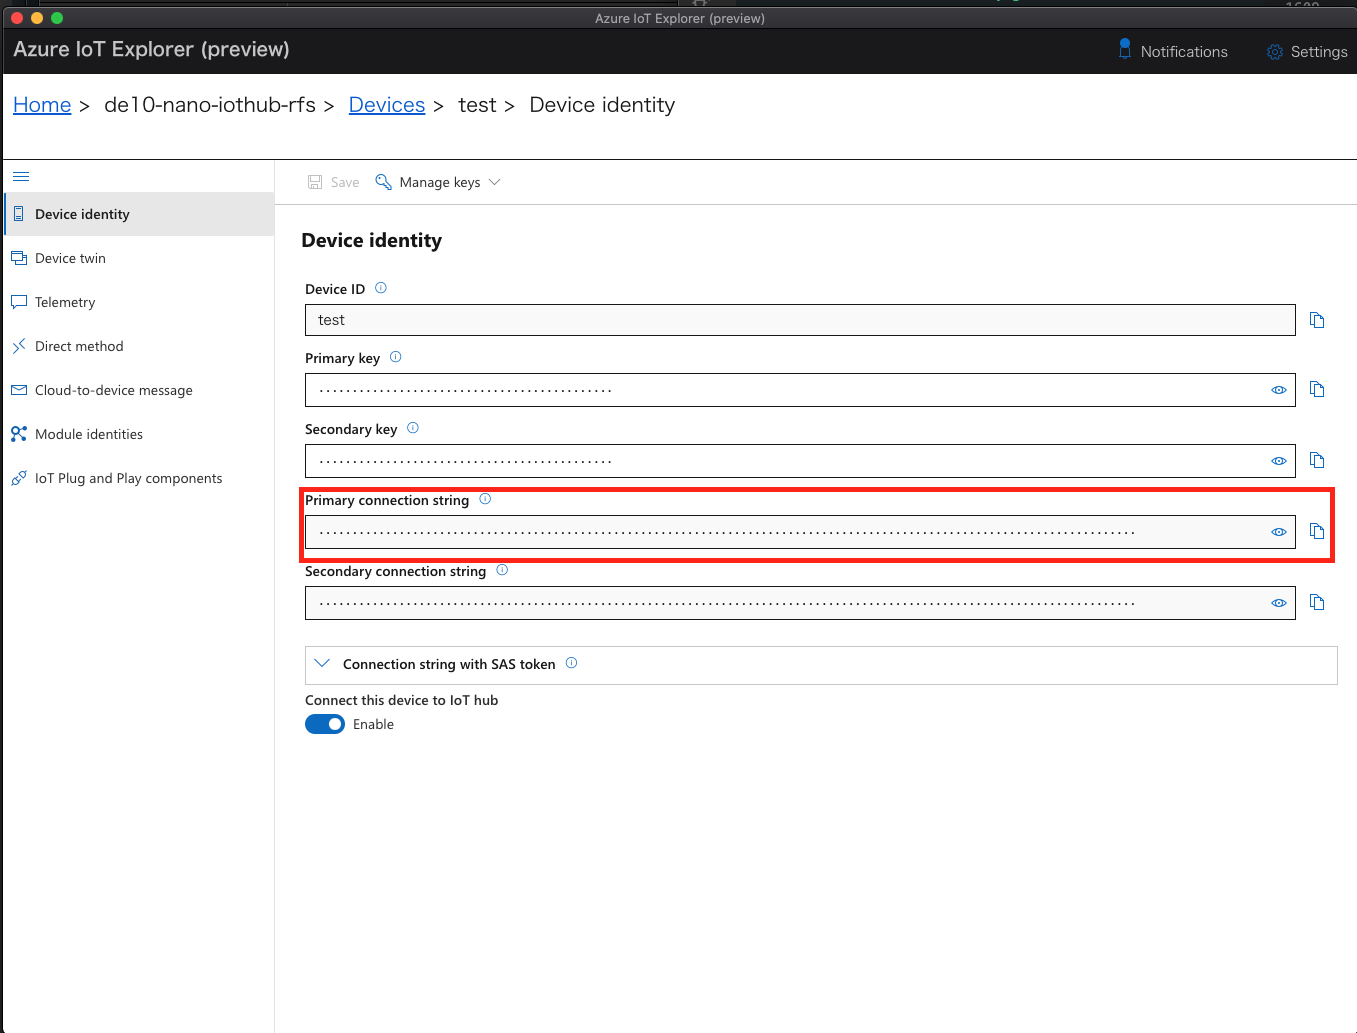 Azure IoT Explorer (preview)
Azure IoT Explorer (preview)
Notifications
Settings
Home > de10-nano-iothub-rfs > Devices > test > Device identity
Save
Manage keys
Device identity
Device twin
Telemetry
Direct method
Cloud-to-device message
Module identities
IoT Plug and Play components
Device identity
Device ID
test
Primary key
Secondary key
Primary connection string
Secondary connection string
Connection string with SAS token
Connect this device to IoT hub
Enable